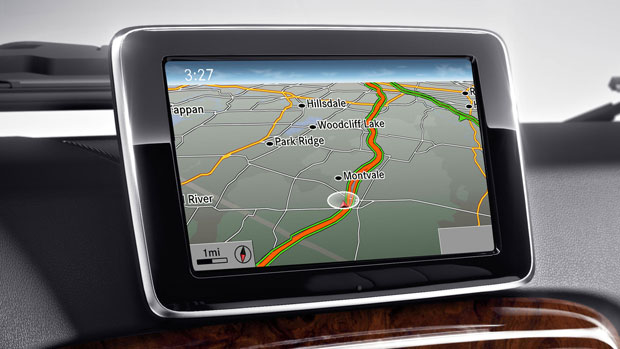 3:27
Hillsdale
appan
Woodcliff Lake
Park Ridge
Montvale
River
1mi